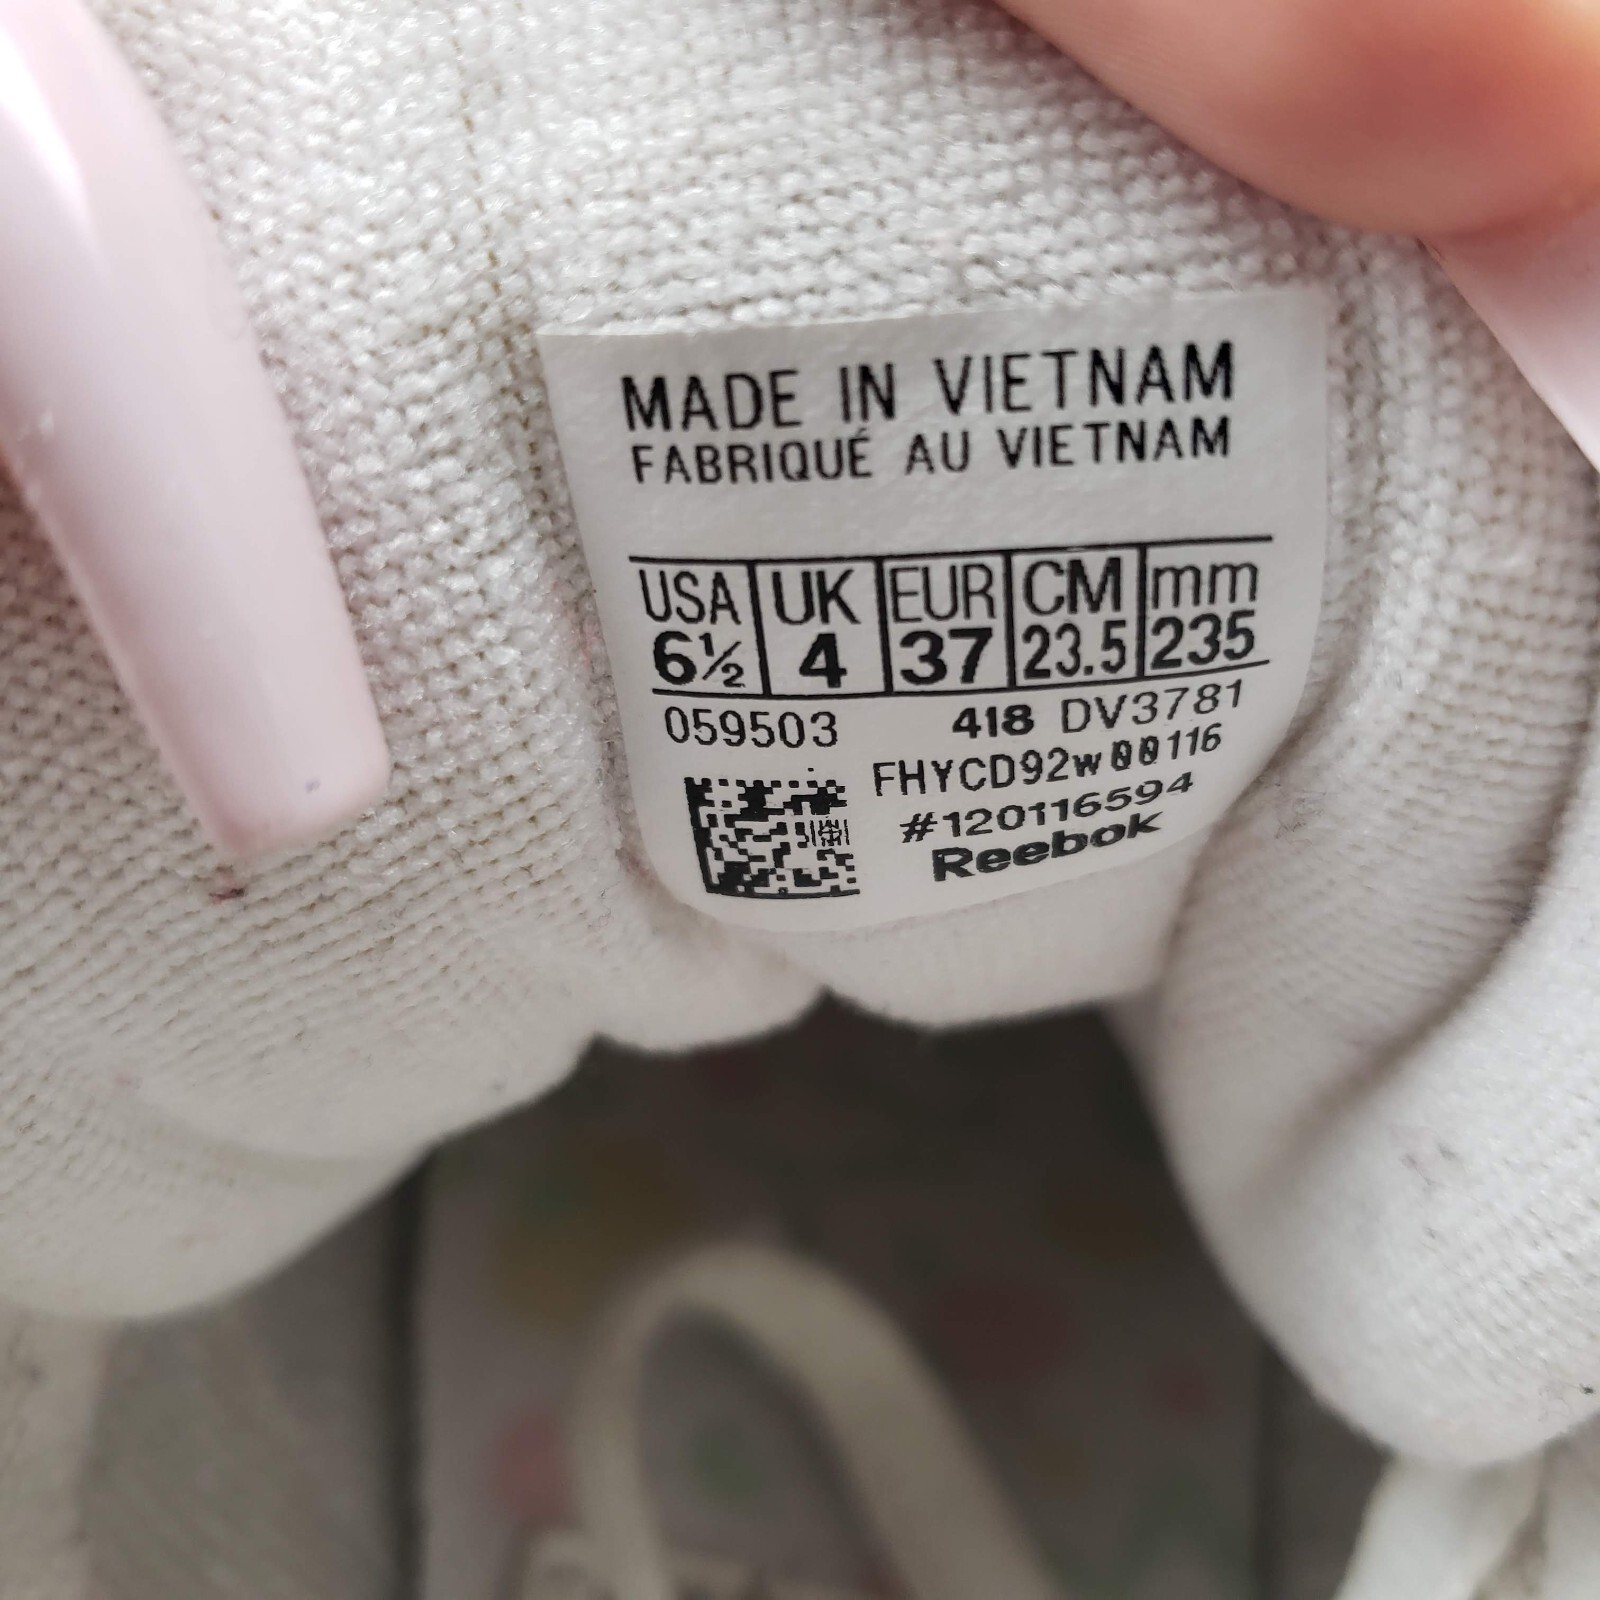 MADE IN VIETNAM
FABRIQUÉ AU VIETNAM
USA UK EUR CM mm
6½ 4 37 23.5 235
059503 418 DV3781
FHYCD92w00116
#120116594
Reebok